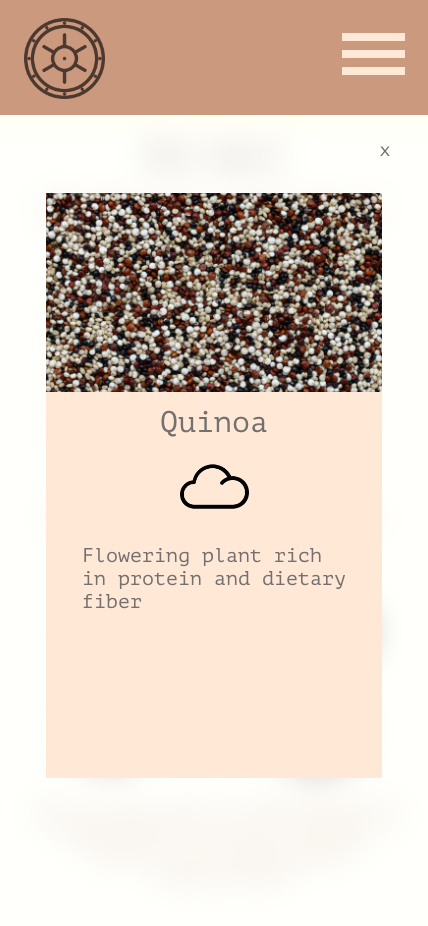 x
Quinoa
Flowering plant rich
in protein and dietary
fiber